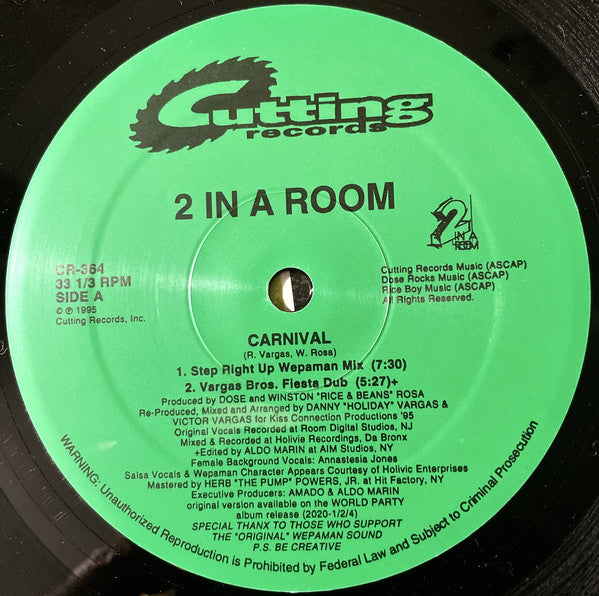 Cutting
records
2 IN A ROOM
2
IN A
ROOM
CR-364
33 1/3 RPM
SIDE A
© ℗ 1995
Cutting Records, Inc.
Cutting Records Music (ASCAP)
Dose Rocks Music (ASCAP)
Rice Boy Music (ASCAP)
All Rights Reserved.
CARNIVAL
(R. Vargas, W. Rosa)
1. Step Right Up Wepaman Mix (7:30)
2. Vargas Bros. Fiesta Dub (5:27)+
Produced by DOSE and WINSTON "RICE & BEANS" ROSA
Re-Produced, Mixed and Arranged by DANNY "HOLIDAY" VARGAS &
VICTOR VARGAS for Kiss Connection Productions '95
Original Vocals Recorded at Room Digital Studios, NJ
Mixed & Recorded at Holivie Recordings, Da Bronx
+Edited by ALDO MARIN at AIM Studios, NY
Female Background Vocals: Annastesia Jones
Salsa Vocals & Wepaman Character Appears Courtesy of Holivic Enterprises
Mastered by HERB "THE PUMP" POWERS, JR. at Hit Factory, NY
Executive Producers: AMADO & ALDO MARIN
original version available on the WORLD PARTY
album release (2020-1/2/4)
SPECIAL THANX TO THOSE WHO SUPPORT
THE "ORIGINAL" WEPAMAN SOUND
P.S. BE CREATIVE
WARNING: Unauthorized Reproduction is Prohibited by Federal Law and Subject to Criminal Prosecution